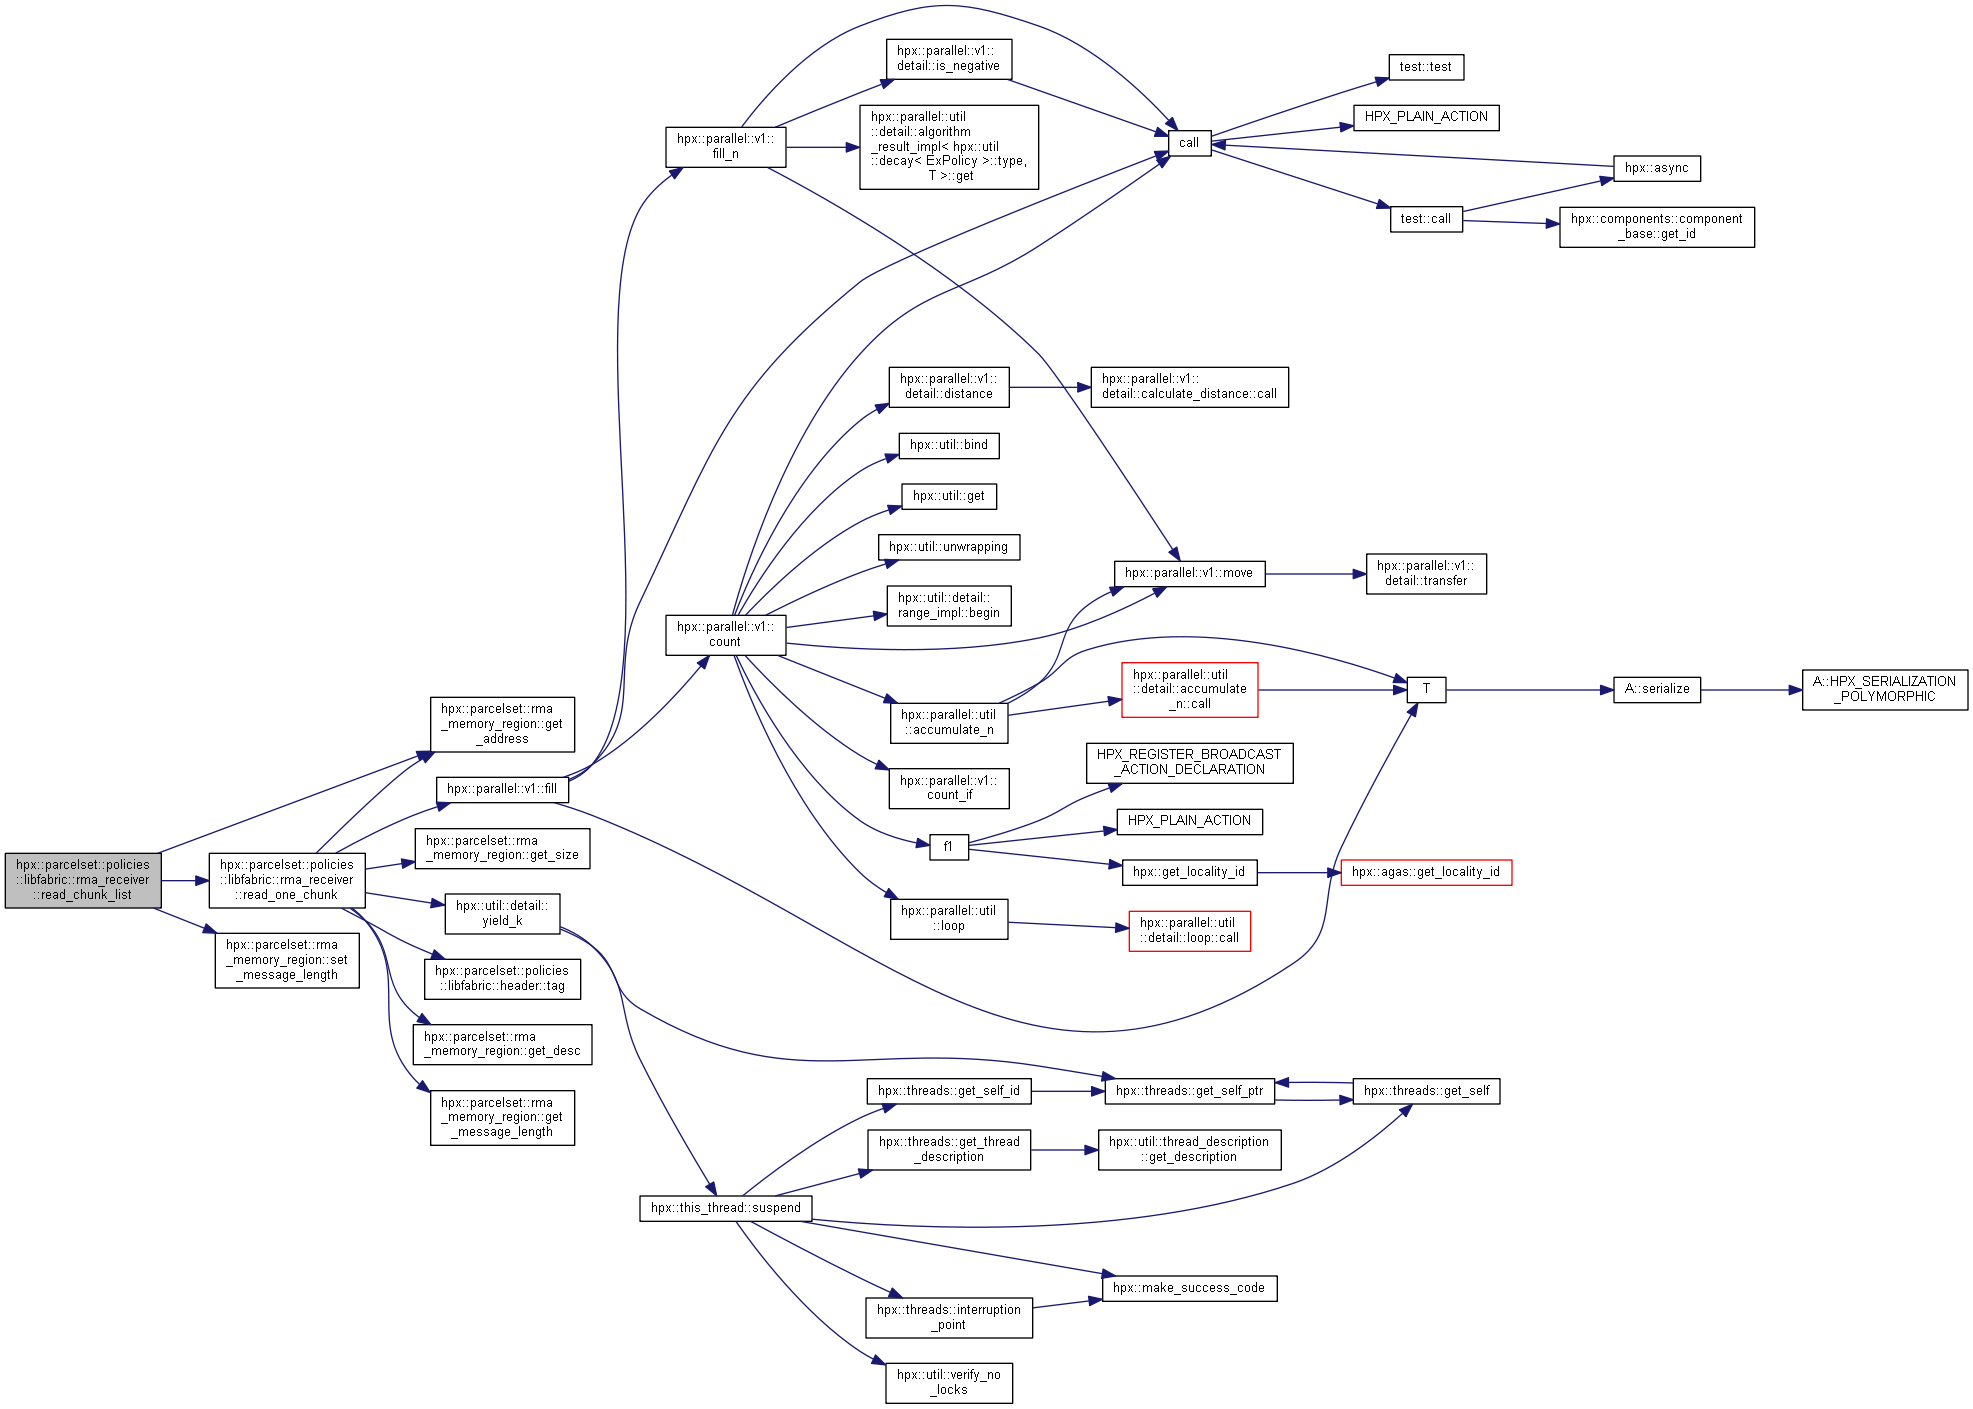 hpx::parcelset::policies
::libfabric::rma_receiver
::read_chunk_list
hpx::parcelset::rma
_memory_region::get
_address
hpx::parcelset::policies
::libfabric::rma_receiver
::read_one_chunk
hpx::parcelset::rma
_memory_region::set
_message_length
hpx::parallel::v1::fill
hpx::parcelset::rma
_memory_region::get_size
hpx::util::detail::
yield_k
hpx::parcelset::policies
::libfabric::header::tag
hpx::parcelset::rma
_memory_region::get_desc
hpx::parcelset::rma
_memory_region::get
_message_length
hpx::parallel::v1::
fill_n
hpx::parallel::v1::
count
hpx::this_thread::suspend
hpx::parallel::v1::
detail::is_negative
hpx::parallel::util
::detail::algorithm
_result_impl< hpx::util
::decay< ExPolicy >::type,
T >::get
hpx::parallel::v1::
detail::distance
hpx::util::bind
hpx::util::get
hpx::util::unwrapping
hpx::util::detail::
range_impl::begin
hpx::parallel::util
::accumulate_n
hpx::parallel::v1::
count_if
f1
hpx::parallel::util
::loop
hpx::threads::get_self_id
hpx::threads::get_thread
_description
hpx::threads::interruption
_point
hpx::util::verify_no
_locks
call
hpx::parallel::v1::
detail::calculate_distance::call
hpx::parallel::v1::move
hpx::parallel::util
::detail::accumulate
_n::call
HPX_REGISTER_BROADCAST
_ACTION_DECLARATION
HPX_PLAIN_ACTION
hpx::get_locality_id
hpx::parallel::util
::detail::loop::call
hpx::threads::get_self_ptr
hpx::util::thread_description
::get_description
hpx::make_success_code
test::test
HPX_PLAIN_ACTION
test::call
hpx::parallel::v1::
detail::transfer
T
hpx::agas::get_locality_id
hpx::threads::get_self
hpx::async
hpx::components::component
_base::get_id
A::serialize
A::HPX_SERIALIZATION
_POLYMORPHIC